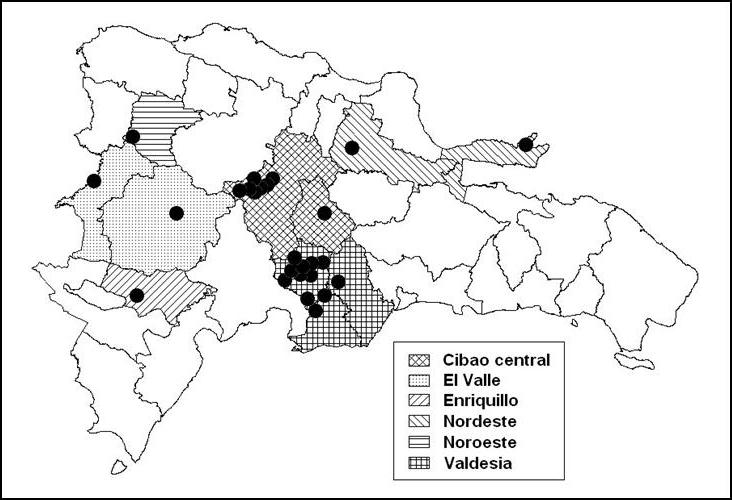 Cibao central
El Valle
Enriquillo
Nordeste
Noroeste
Valdesia